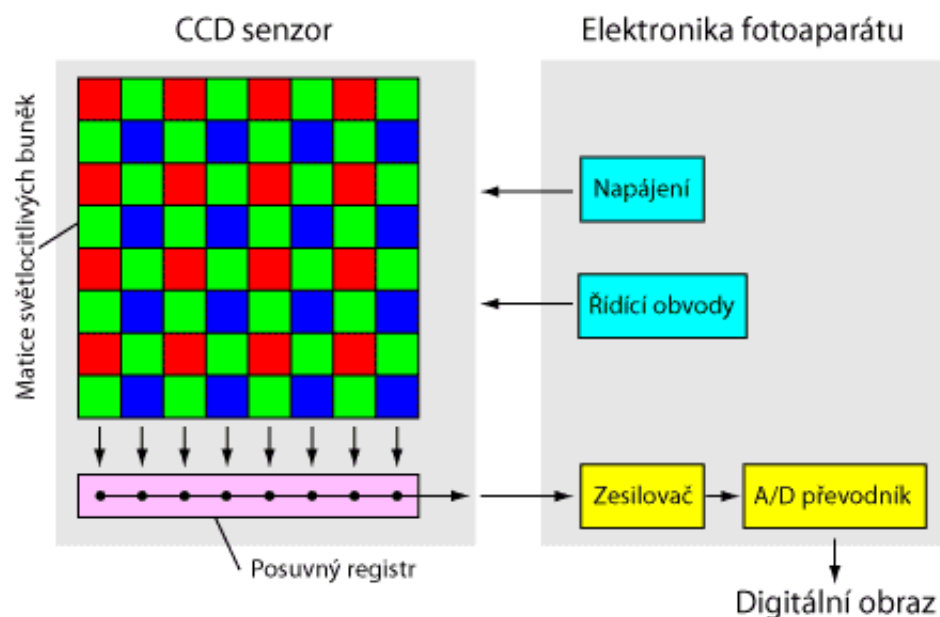 CCD senzor
Elektronika fotoaparátu
Matice světlocitlivých buněk
Napájení
Řídící obvody
Zesilovač
A/D převodník
Posuvný registr
Digitální obraz